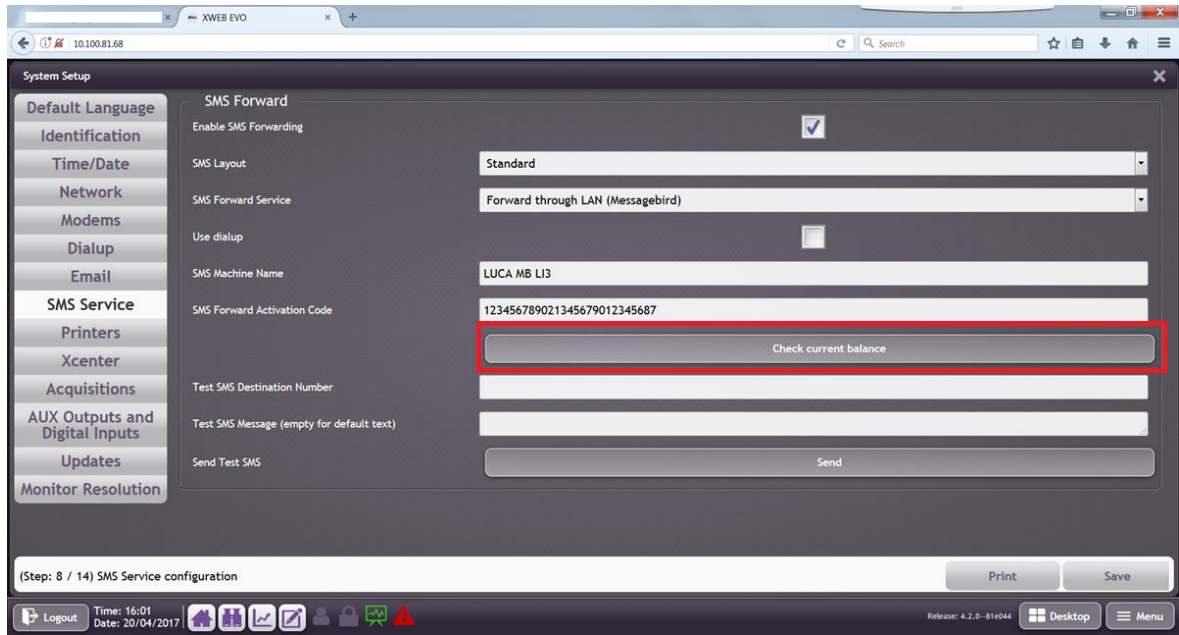 XWEB EVO
10.100.81.68
Search
System Setup
Default Language
Identification
Time/Date
Network
Modems
Dialup
Email
SMS Service
Printers
Xcenter
Acquisitions
AUX Outputs and
Digital Inputs
Updates
Monitor Resolution
SMS Forward
Enable SMS Forwarding
SMS Layout
Standard
SMS Forward Service
Forward through LAN (Messagebird)
Use dialup
SMS Machine Name
LUCA MB LI3
SMS Forward Activation Code
123456789021345679012345687
Check current balance
Test SMS Destination Number
Test SMS Message (empty for default text)
Send Test SMS
Send
(Step: 8 / 14) SMS Service configuration
Print
Save
Logout
Time: 16:01
Date: 20/04/2017
Release: 4.2.0--81e044
Desktop
Menu